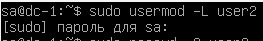 sa@dc-1:~$ sudo usermod -L user2
[sudo] пароль для sa: